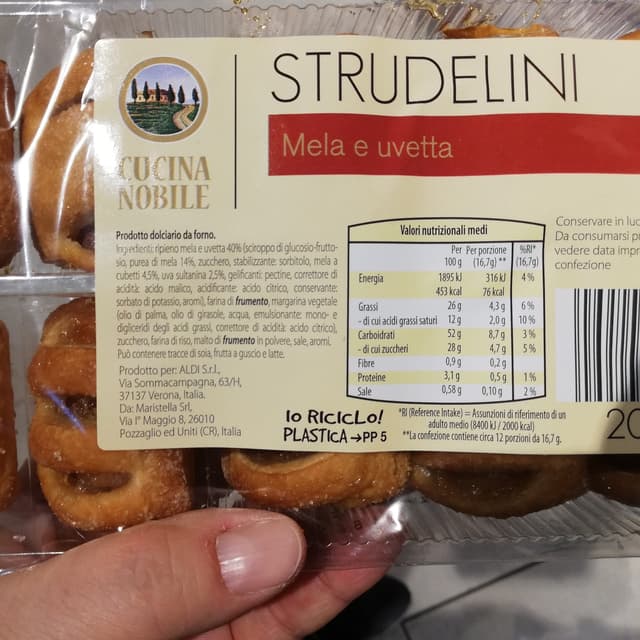 STRUDELINI
Mela e uvetta
CUCINA
NOBILE
Prodotto dolciario da forno.
Ingredienti: ripieno mela e uvetta 40% (sciroppo di glucosio-frutto-
sio, purea di mela 14%, zucchero, stabilizzante: sorbitolo, mela a
cubetti 4,5%, uva sultanina 2,5%, gelificanti: pectine, correttore di
acidità: acido malico, acidificante: acido citrico, conservante:
sorbato di potassio, aromi), farina di frumento, margarina vegetale
(olio di palma, olio di girasole, acqua, emulsionante: mono- e
digliceridi degli acidi grassi, correttore di acidità: acido citrico),
zucchero, farina di riso, malto di frumento in polvere, sale, aromi.
Può contenere tracce di soia, frutta a guscio e latte.
Prodotto per: ALDI S.r.l.,
Via Sommacampagna, 63/H,
37137 Verona, Italia.
Da: Maristella Srl,
Via I° Maggio 8, 26010
Pozzaglio ed Uniti (CR), Italia
IO RICICLO!
PLASTICA→PP 5
Valori nutrizionali medi
Per 100 g Per porzione (16,7g) ** %RI* (16,7g)
Energia 1895 kJ 316 kJ 4 %
453 kcal 76 kcal
Grassi 26 g 4,3 g 6 %
- di cui acidi grassi saturi 12 g 2,0 g 10 %
Carboidrati 52 g 8,7 g 3 %
- di cui zuccheri 28 g 4,7 g 5 %
Fibre 0,9 g 0,2 g
Proteine 3,1 g 0,5 g 1 %
Sale 0,58 g 0,10 g 2 %
*RI (Reference Intake) = Assunzioni di riferimento di un
adulto medio (8400 kJ / 2000 kcal)
**La confezione contiene circa 12 porzioni da 16,7 g.
Conservare in luo
Da consumarsi p
vedere data impr
confezione
20